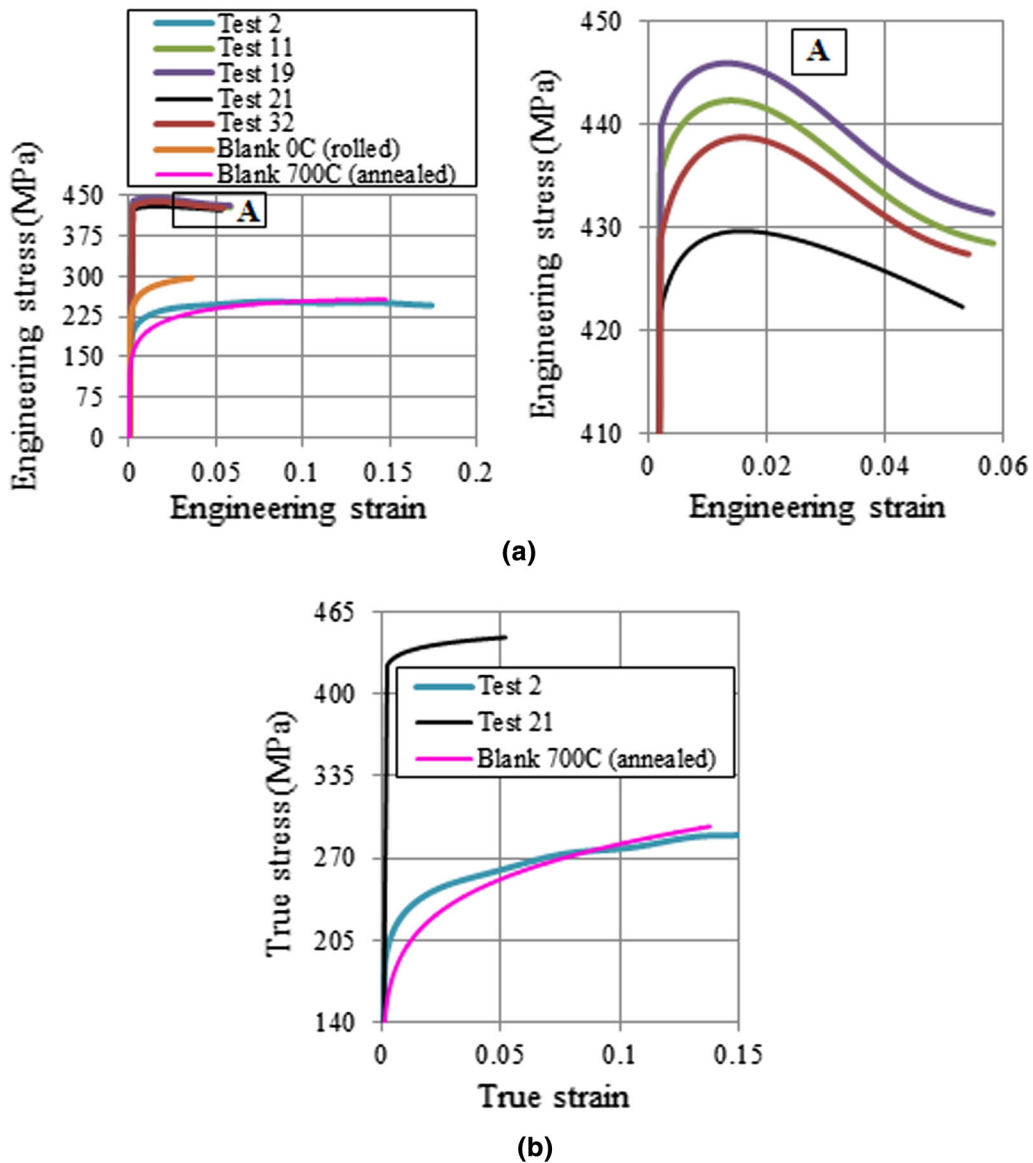 Test 2
Test 11
Test 19
Test 21
Test 32
Blank 0C (rolled)
Blank 700C (annealed)
Engineering stress (MPa)
450
375
300
225
150
75
0
A
0
0.05
0.1
0.15
0.2
Engineering strain
Engineering stress (MPa)
450
440
430
420
410
A
0
0.02
0.04
0.06
Engineering strain
(a)
True stress (MPa)
465
400
335
270
205
140
Test 2
Test 21
Blank 700C (annealed)
0
0.05
0.1
0.15
True strain
(b)